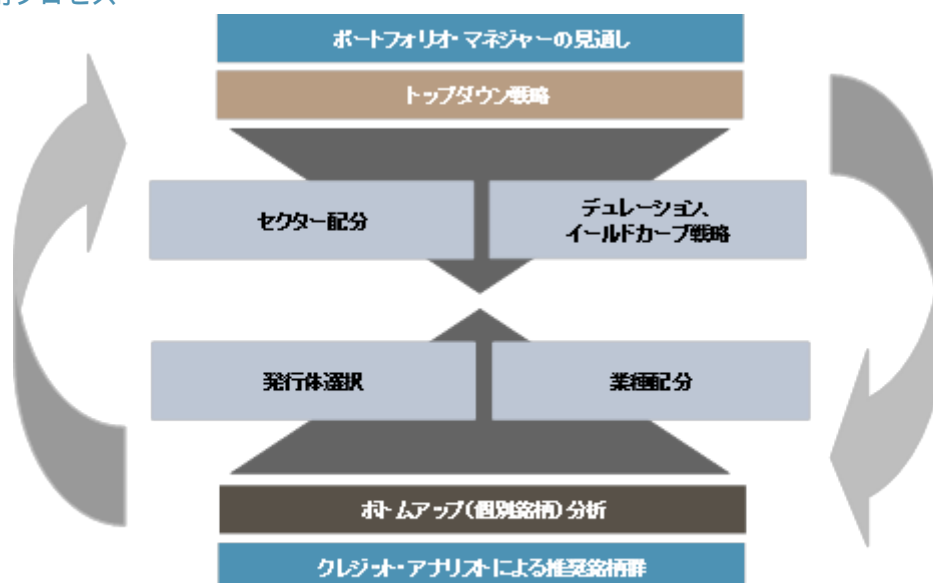 プロセス
ポートフォリオ・マネジャーの見通し
トップダウン戦略
セクター配分
デュレーション、
イールドカーブ戦略
発行体選択
業種配分
ボトムアップ(個別銘柄)分析
クレジット・アナリストによる推奨銘柄群